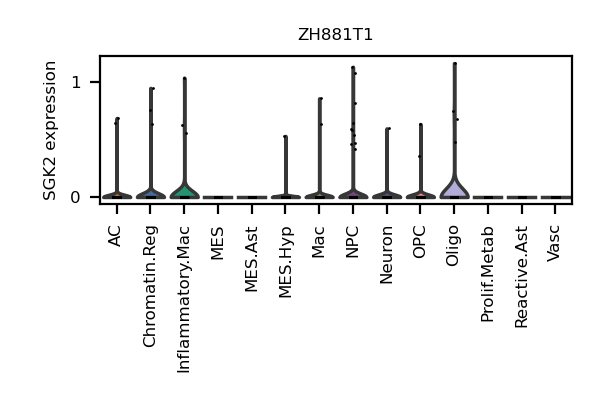 ZH881T1
SGK2 expression
1
0
AC
Chromatin.Reg
Inflammatory.Mac
MES
MES.Ast
MES.Hyp
Mac
NPC
Neuron
OPC
Oligo
Prolif.Metab
Reactive.Ast
Vasc